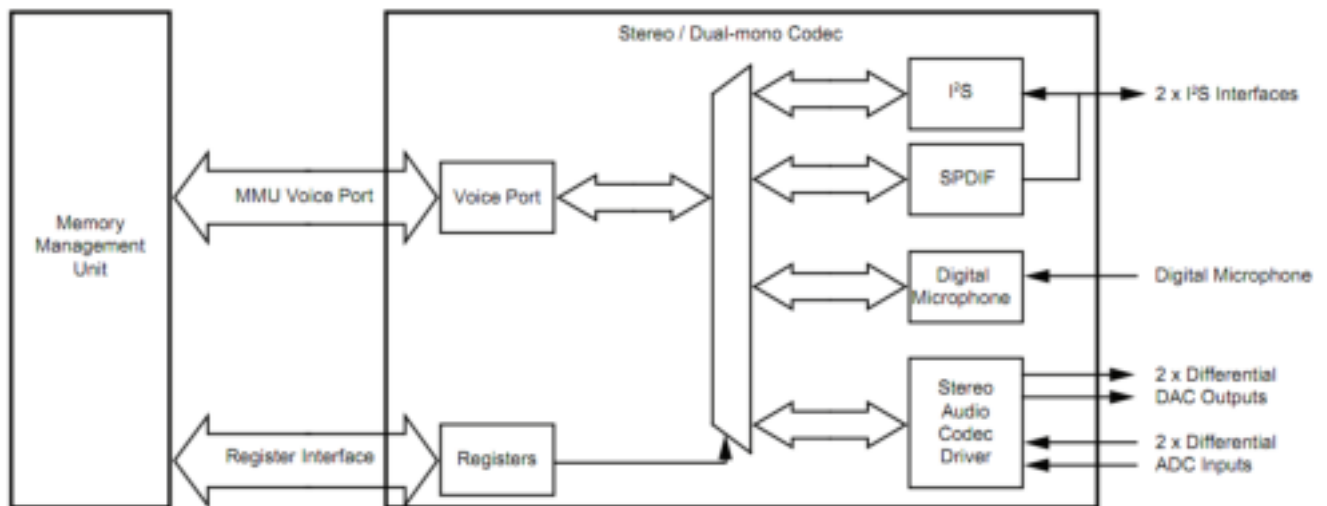 Stereo / Dual-mono Codec
I²S
2 x I²S Interfaces
SPDIF
MMU Voice Port
Voice Port
Memory
Management
Unit
Digital
Microphone
Digital Microphone
Stereo
Audio
Codec
Driver
2 x Differential
DAC Outputs
2 x Differential
ADC Inputs
Register Interface
Registers